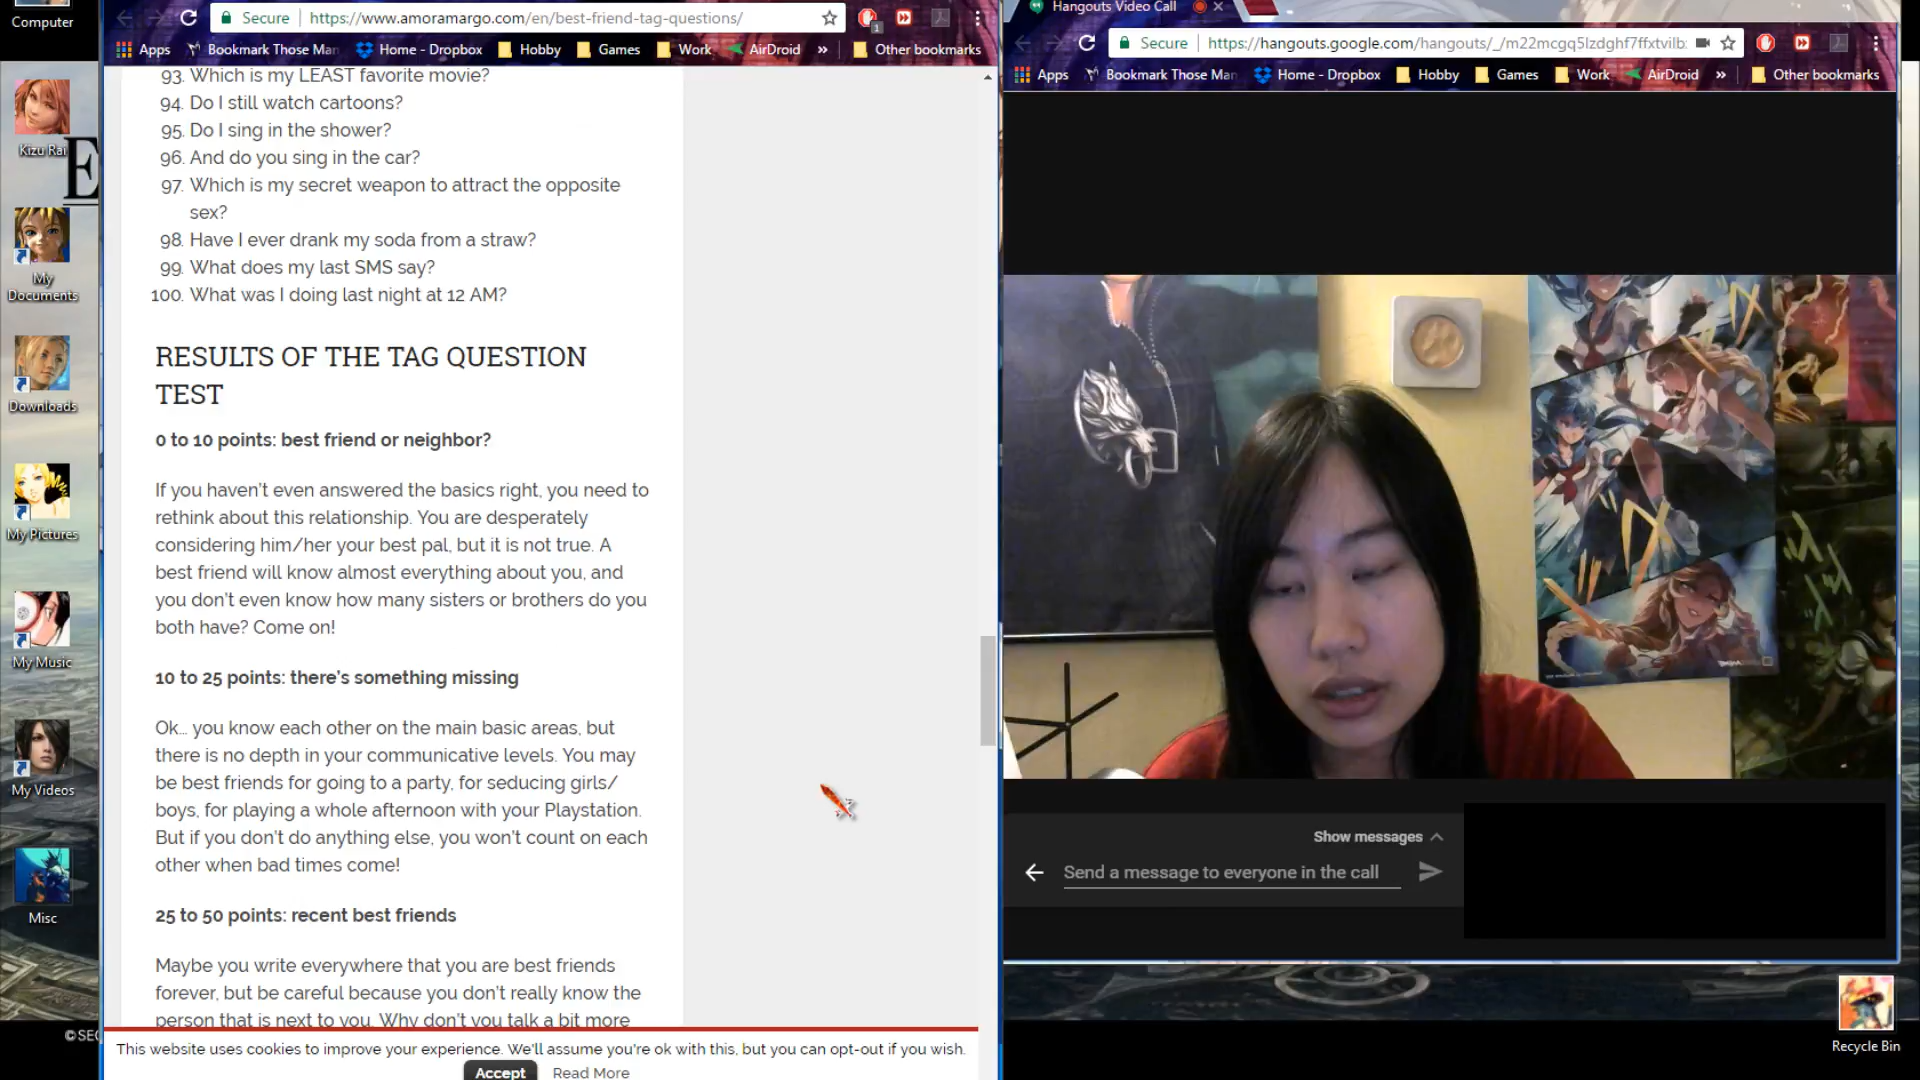 Computer
Kizu Rai
E
My
Documents
Downloads
My Pictures
My Music
My Videos
Misc
Secure
https://www.amoramargo.com/en/best-friend-tag-questions/
1
Apps
Bookmark Those Man
Home - Dropbox
Hobby
Games
Work
AirDroid
»
Other bookmarks
93. Which is my LEAST favorite movie?
94. Do I still watch cartoons?
95. Do I sing in the shower?
96. And do you sing in the car?
97. Which is my secret weapon to attract the opposite
sex?
98. Have I ever drank my soda from a straw?
99. What does my last SMS say?
100. What was I doing last night at 12 AM?
RESULTS OF THE TAG QUESTION
TEST
0 to 10 points: best friend or neighbor?
If you haven't even answered the basics right, you need to
rethink about this relationship. You are desperately
considering him/her your best pal, but it is not true. A
best friend will know almost everything about you, and
you don't even know how many sisters or brothers do you
both have? Come on!
10 to 25 points: there's something missing
Ok... you know each other on the main basic areas, but
there is no depth in your communicative levels. You may
be best friends for going to a party, for seducing girls/
boys, for playing a whole afternoon with your Playstation.
But if you don't do anything else, you won't count on each
other when bad times come!
25 to 50 points: recent best friends
Maybe you write everywhere that you are best friends
forever, but be careful because you don't really know the
person that is next to you. Why don't you talk a bit more
This website uses cookies to improve your experience. We'll assume you're ok with this, but you can opt-out if you wish.
Accept
Read More
Hangouts Video Call
Secure
https://hangouts.google.com/hangouts/_/m22mcgq5lzdghf7ffxtvilb
Apps
Bookmark Those Man
Home - Dropbox
Hobby
Games
Work
AirDroid
»
Other bookmarks
Show messages
Send a message to everyone in the call
Recycle Bin